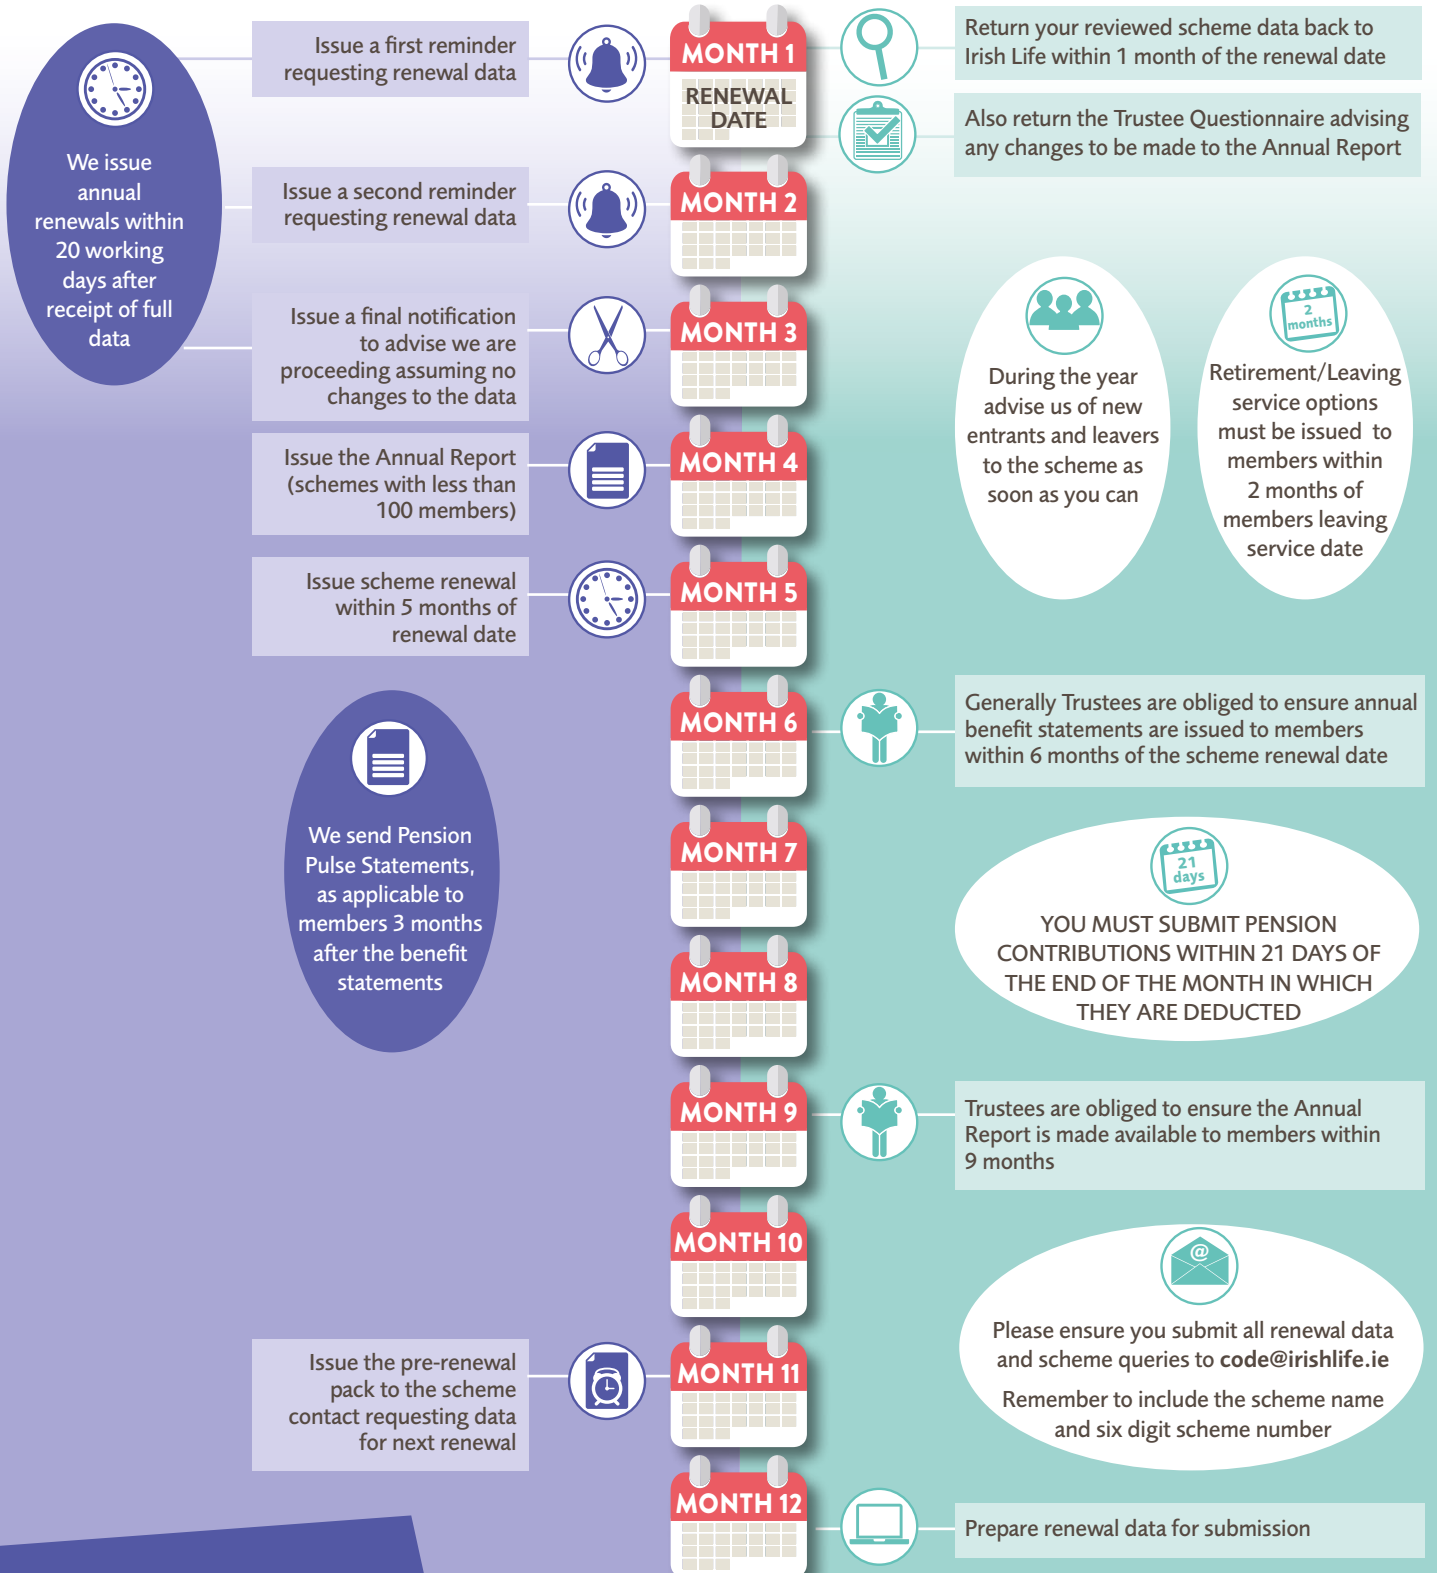 We issue
annual
renewals within
20 working
days after
receipt of full
data
Issue a first reminder
requesting renewal data
MONTH 1
RENEWAL
DATE
Return your reviewed scheme data back to
Irish Life within 1 month of the renewal date
Also return the Trustee Questionnaire advising
any changes to be made to the Annual Report
Issue a second reminder
requesting renewal data
MONTH 2
Issue a final notification
to advise we are
proceeding assuming no
changes to the data
MONTH 3
During the year
advise us of new
entrants and leavers
to the scheme as
soon as you can
2
months
Retirement/Leaving
service options
must be issued to
members within
2 months of
members leaving
service date
Issue the Annual Report
(schemes with less than
100 members)
MONTH 4
Issue scheme renewal
within 5 months of
renewal date
MONTH 5
MONTH 6
Generally Trustees are obliged to ensure annual
benefit statements are issued to members
within 6 months of the scheme renewal date
We send Pension
Pulse Statements,
as applicable to
members 3 months
after the benefit
statements
MONTH 7
21
days
YOU MUST SUBMIT PENSION
CONTRIBUTIONS WITHIN 21 DAYS OF
THE END OF THE MONTH IN WHICH
THEY ARE DEDUCTED
MONTH 8
MONTH 9
Trustees are obliged to ensure the Annual
Report is made available to members within
9 months
MONTH 10
@
Please ensure you submit all renewal data
and scheme queries to code@irishlife.ie
Remember to include the scheme name
and six digit scheme number
Issue the pre-renewal
pack to the scheme
contact requesting data
for next renewal
MONTH 11
MONTH 12
Prepare renewal data for submission